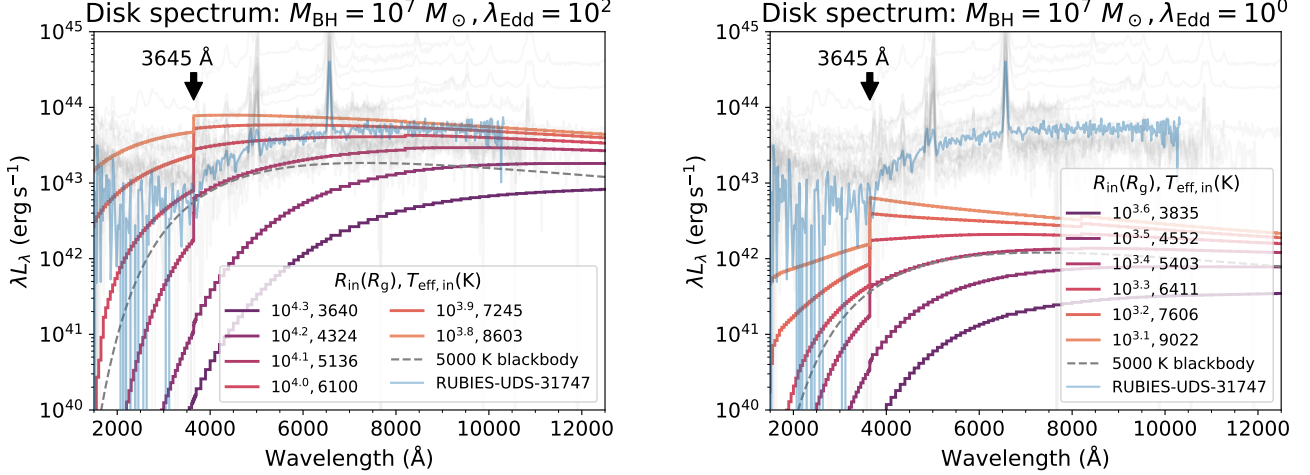 Disk spectrum: M_BH = 10^7 M_⊙, λ_Edd = 10^2
3645 Å
λL_λ (erg s^−1)
10^45
10^44
10^43
10^42
10^41
10^40
R_in(R_g), T_eff,in(K)
10^4.3, 3640
10^4.2, 4324
10^4.1, 5136
10^4.0, 6100
10^3.9, 7245
10^3.8, 8603
5000 K blackbody
RUBIES-UDS-31747
2000 4000 6000 8000 10000 12000
Wavelength (Å)
Disk spectrum: M_BH = 10^7 M_⊙, λ_Edd = 10^0
3645 Å
λL_λ (erg s^−1)
10^45
10^44
10^43
10^42
10^41
10^40
R_in(R_g), T_eff,in(K)
10^3.6, 3835
10^3.5, 4552
10^3.4, 5403
10^3.3, 6411
10^3.2, 7606
10^3.1, 9022
5000 K blackbody
RUBIES-UDS-31747
2000 4000 6000 8000 10000 12000
Wavelength (Å)